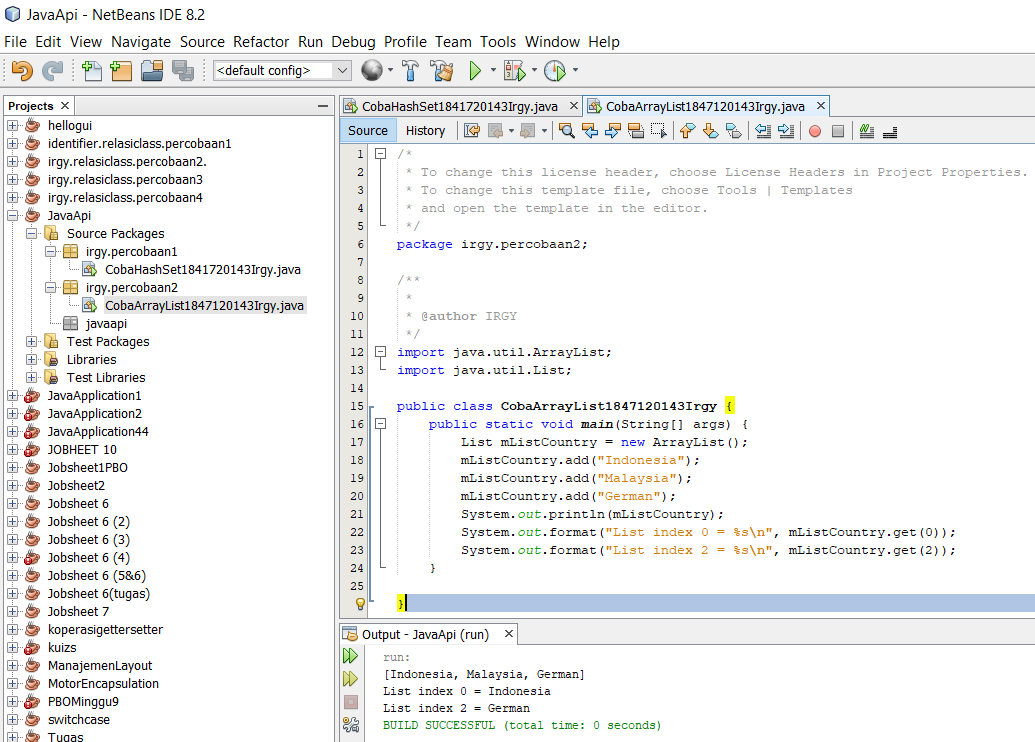 JavaApi - NetBeans IDE 8.2
File Edit View Navigate Source Refactor Run Debug Profile Team Tools Window Help
<default config>
Projects
hellogui
identifier.relasiclass.percobaan1
irgy.relasiclass.percobaan2.
irgy.relasiclass.percobaan3
irgy.relasiclass.percobaan4
JavaApi
Source Packages
irgy.percobaan1
CobaHashSet1841720143Irgy.java
irgy.percobaan2
CobaArrayList1847120143Irgy.java
javaapi
Test Packages
Libraries
Test Libraries
JavaApplication1
JavaApplication2
JavaApplication44
JOBHEET 10
Jobsheet1PBO
Jobsheet2
Jobsheet 6
Jobsheet 6 (2)
Jobsheet 6 (3)
Jobsheet 6 (4)
Jobsheet 6 (5&6)
Jobsheet 6(tugas)
Jobsheet 7
koperasigettersetter
kuizs
ManajemenLayout
MotorEncapsulation
PBOMinggu9
switchcase
Tugas
CobaHashSet1841720143Irgy.java
CobaArrayList1847120143Irgy.java
Source History
1 /*
2 * To change this license header, choose License Headers in Project Properties.
3 * To change this template file, choose Tools | Templates
4 * and open the template in the editor.
5 */
6 package irgy.percobaan2;
7
8 /**
9 *
10 * @author IRGY
11 */
12 import java.util.ArrayList;
13 import java.util.List;
14
15 public class CobaArrayList1847120143Irgy {
16 public static void main(String[] args) {
17 List mListCountry = new ArrayList();
18 mListCountry.add("Indonesia");
19 mListCountry.add("Malaysia");
20 mListCountry.add("German");
21 System.out.println(mListCountry);
22 System.out.format("List index 0 = %s\n", mListCountry.get(0));
23 System.out.format("List index 2 = %s\n", mListCountry.get(2));
24 }
25
}
Output - JavaApi (run)
run:
[Indonesia, Malaysia, German]
List index 0 = Indonesia
List index 2 = German
BUILD SUCCESSFUL (total time: 0 seconds)